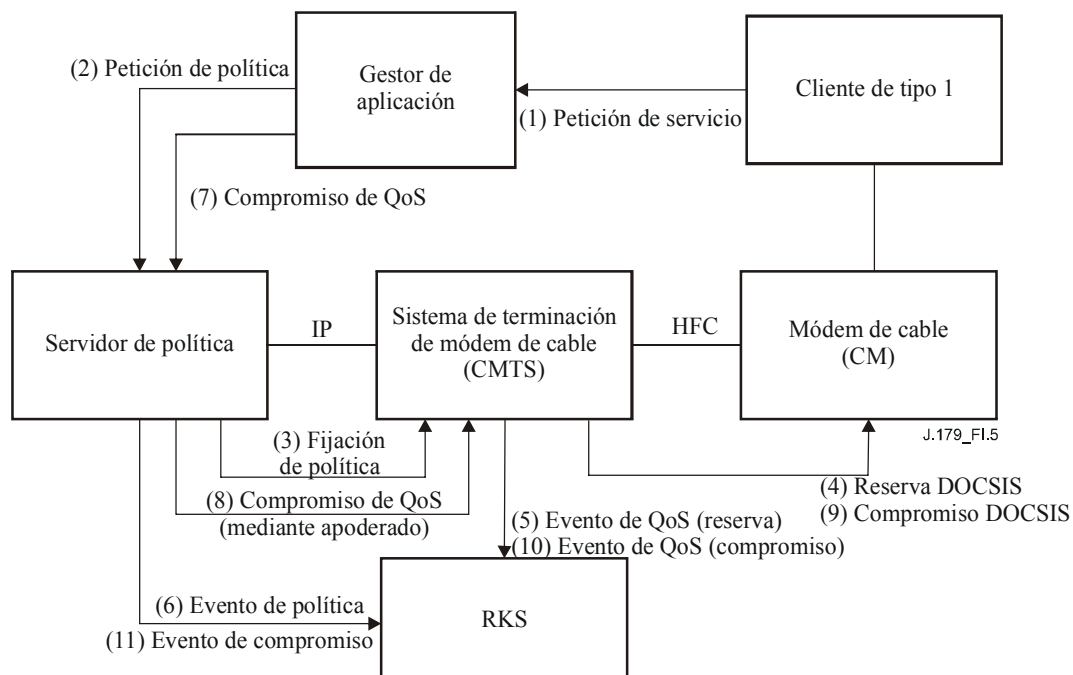 (2) Petición de política
Gestor de
aplicación
Cliente de tipo 1
(1) Petición de servicio
(7) Compromiso de QoS
Servidor de política
IP
Sistema de terminación
de módem de cable
(CMTS)
HFC
Módem de cable
(CM)
J.179_FI.5
(3) Fijación
de política
(4) Reserva DOCSIS
(8) Compromiso de QoS
(mediante apoderado)
(9) Compromiso DOCSIS
(5) Evento de QoS (reserva)
(10) Evento de QoS (compromiso)
(6) Evento de política
(11) Evento de compromiso
RKS